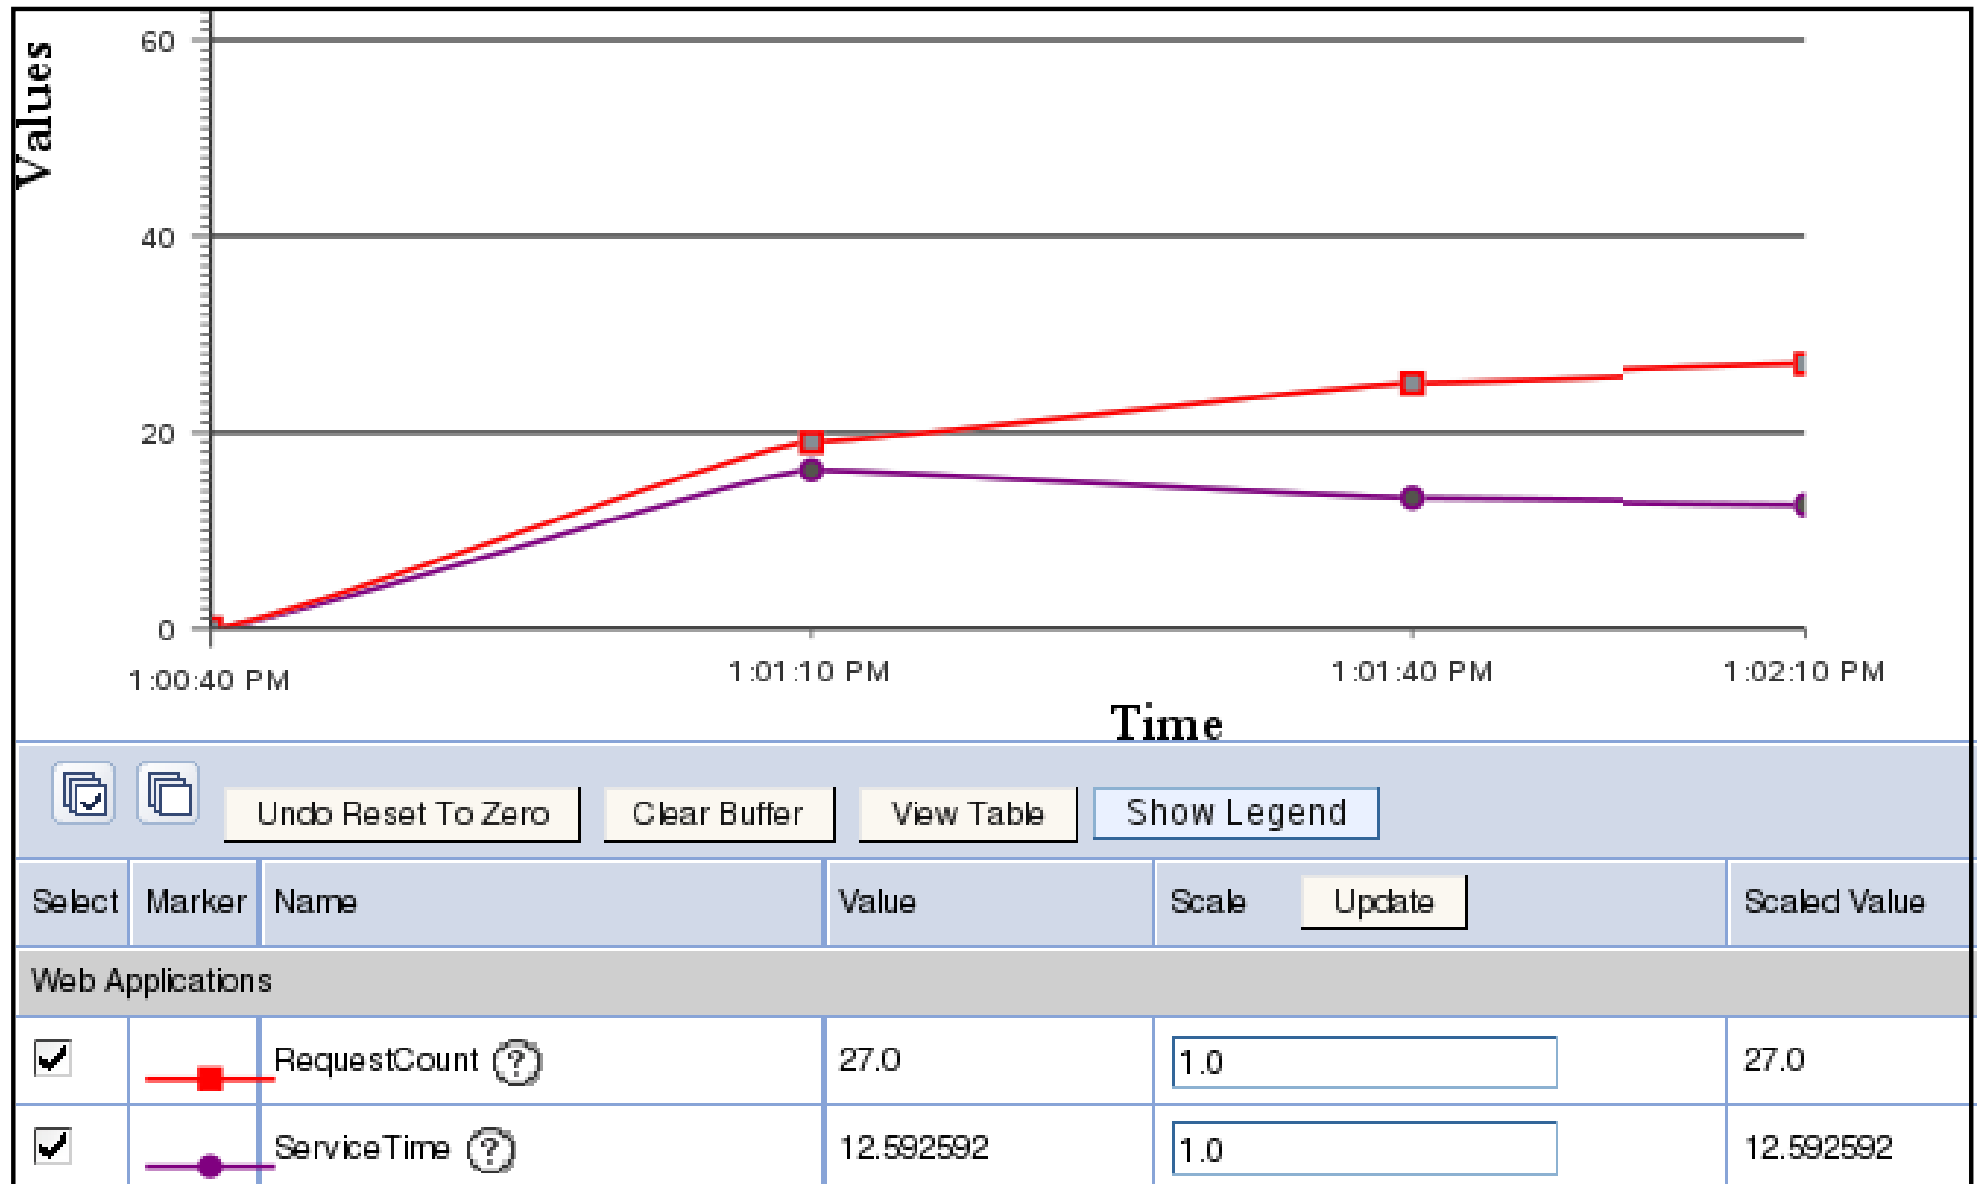 Values
60
40
20
0
1:00:40 PM 1:01:10 PM 1:01:40 PM 1:02:10 PM
Time
Undo Reset To Zero Clear Buffer View Table Show Legend
Select Marker Name Value Scale Update Scaled Value
Web Applications
RequestCount ? 27.0 1.0 27.0
ServiceTime ? 12.592592 1.0 12.592592